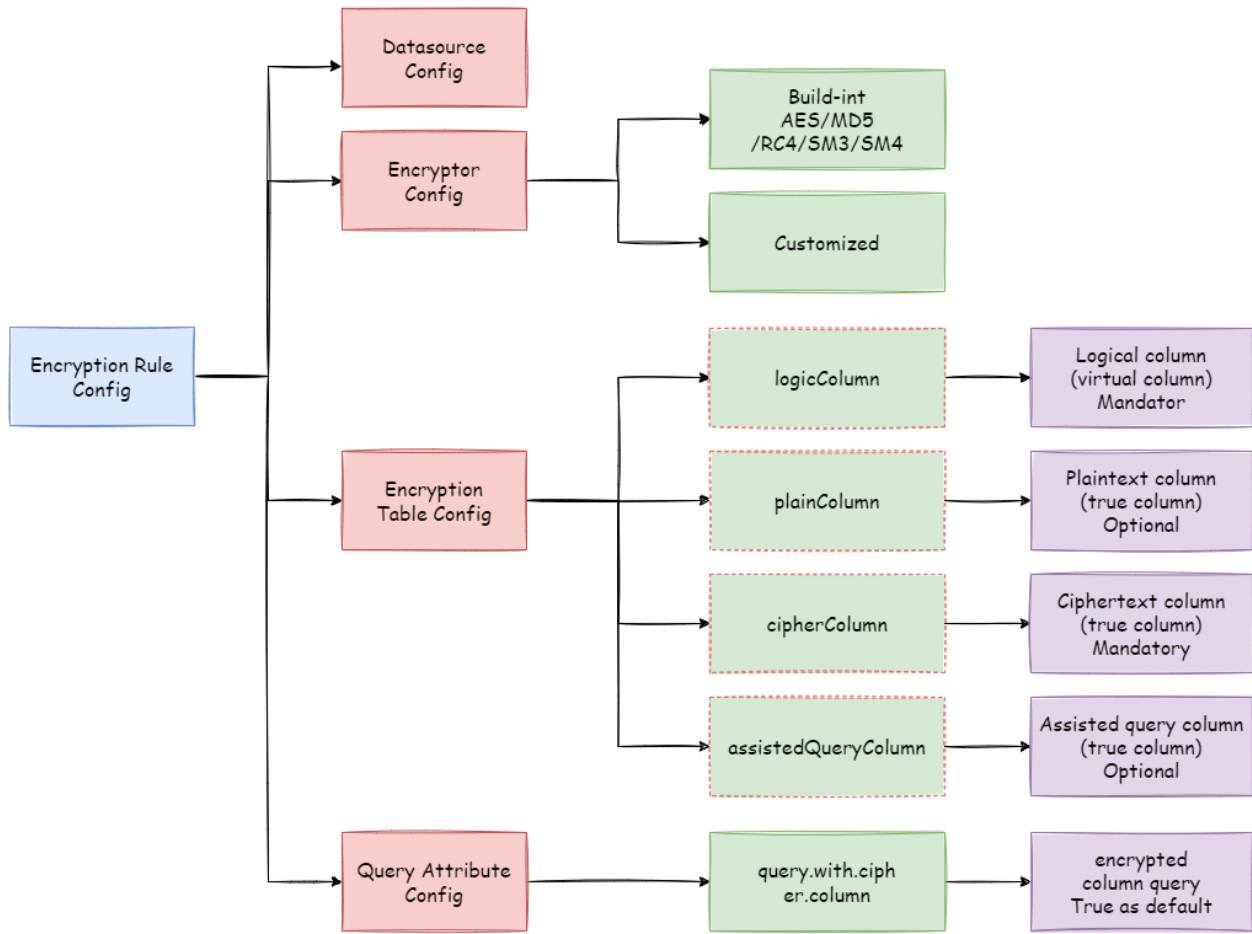 Datasource
Config
Build-int
AES/MD5
/RC4/SM3/SM4
Encryptor
Config
Customized
Encryption Rule
Config
logicColumn
Logical column
(virtual column)
Mandator
Encryption
Table Config
plainColumn
Plaintext column
(true column)
Optional
cipherColumn
Ciphertext column
(true column)
Mandatory
assistedQueryColumn
Assisted query column
(true column)
Optional
Query Attribute
Config
query.with.ciph
er.column
encrypted
column query
True as default